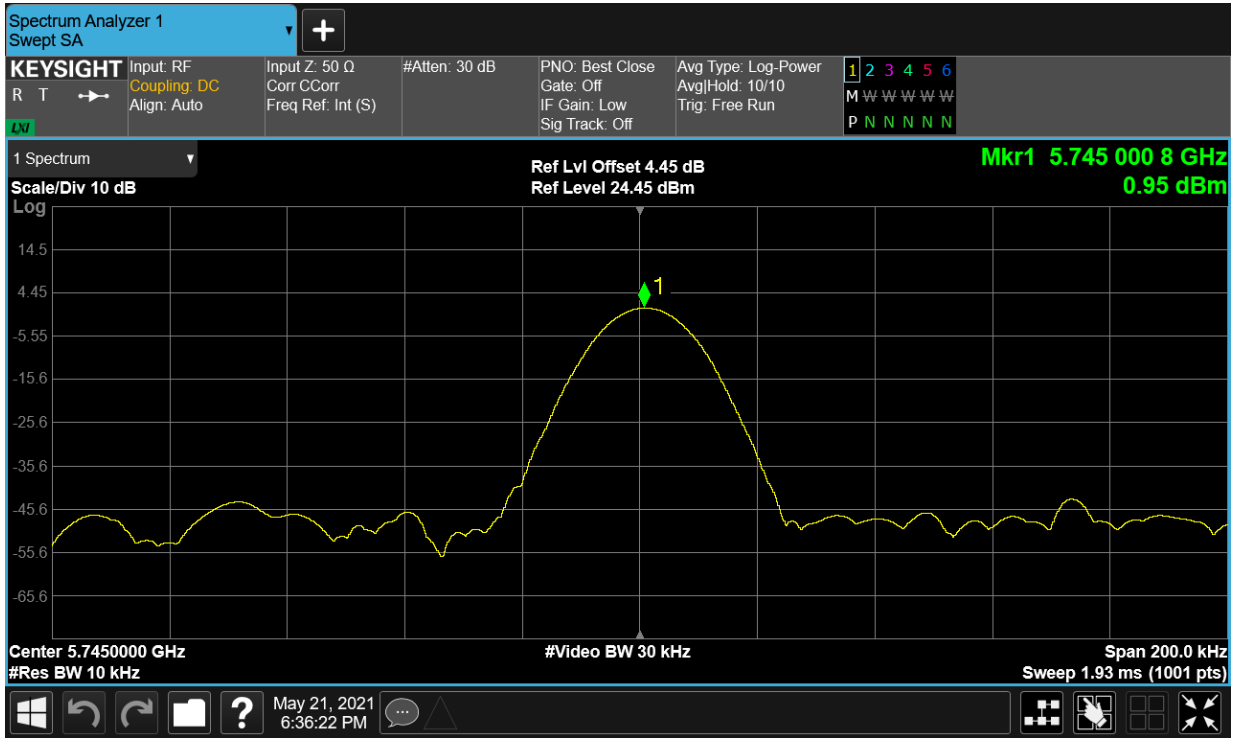 Spectrum Analyzer 1
Swept SA
KEYSIGHT
R T
LXI
Input: RF
Coupling: DC
Align: Auto
Input Z: 50 Ω
Corr CCorr
Freq Ref: Int (S)
#Atten: 30 dB
PNO: Best Close
Gate: Off
IF Gain: Low
Sig Track: Off
Avg Type: Log-Power
Avg|Hold: 10/10
Trig: Free Run
1 2 3 4 5 6
M W W W W W
P N N N N N
1 Spectrum
Scale/Div 10 dB
Log
Ref Lvl Offset 4.45 dB
Ref Level 24.45 dBm
Mkr1 5.745 000 8 GHz
0.95 dBm
14.5
4.45
-5.55
-15.6
-25.6
-35.6
-45.6
-55.6
-65.6
1
Center 5.7450000 GHz
#Res BW 10 kHz
#Video BW 30 kHz
Span 200.0 kHz
Sweep 1.93 ms (1001 pts)
?
May 21, 2021
6:36:22 PM